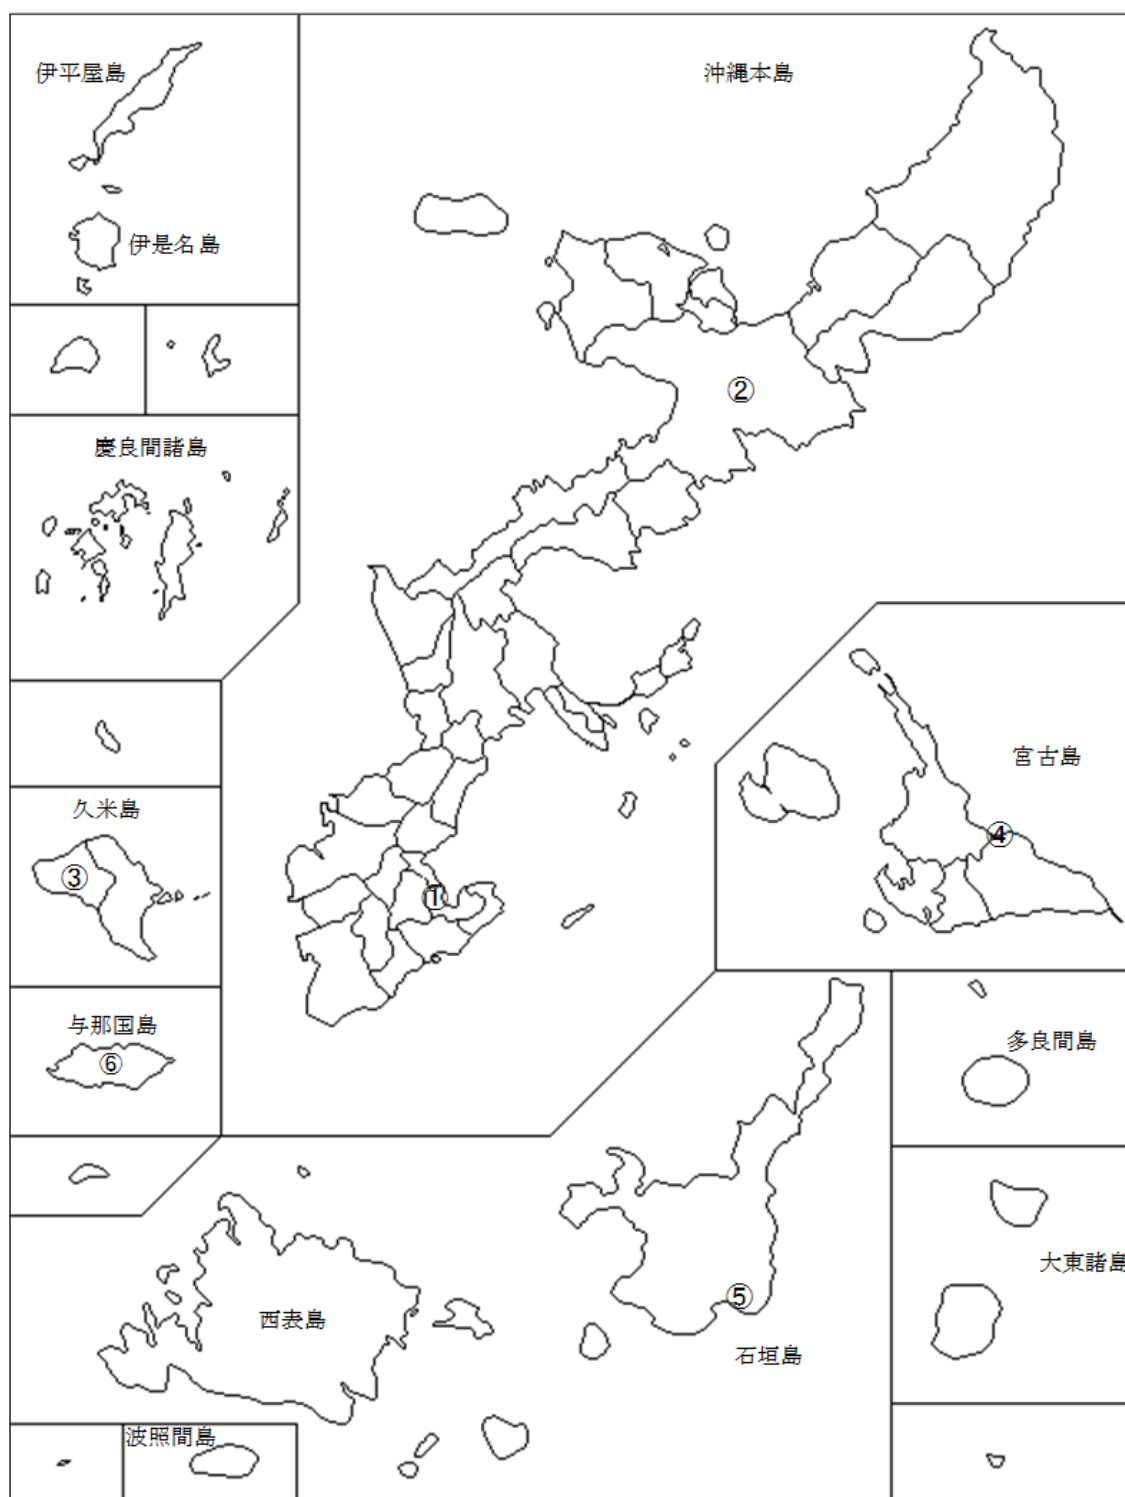 伊平屋島
沖縄本島
伊是名島
②
慶良間諸島
宮古島
久米島
④
③
①
与那国島
多良間島
⑥
大東諸島
⑤
西表島
石垣島
波照間島